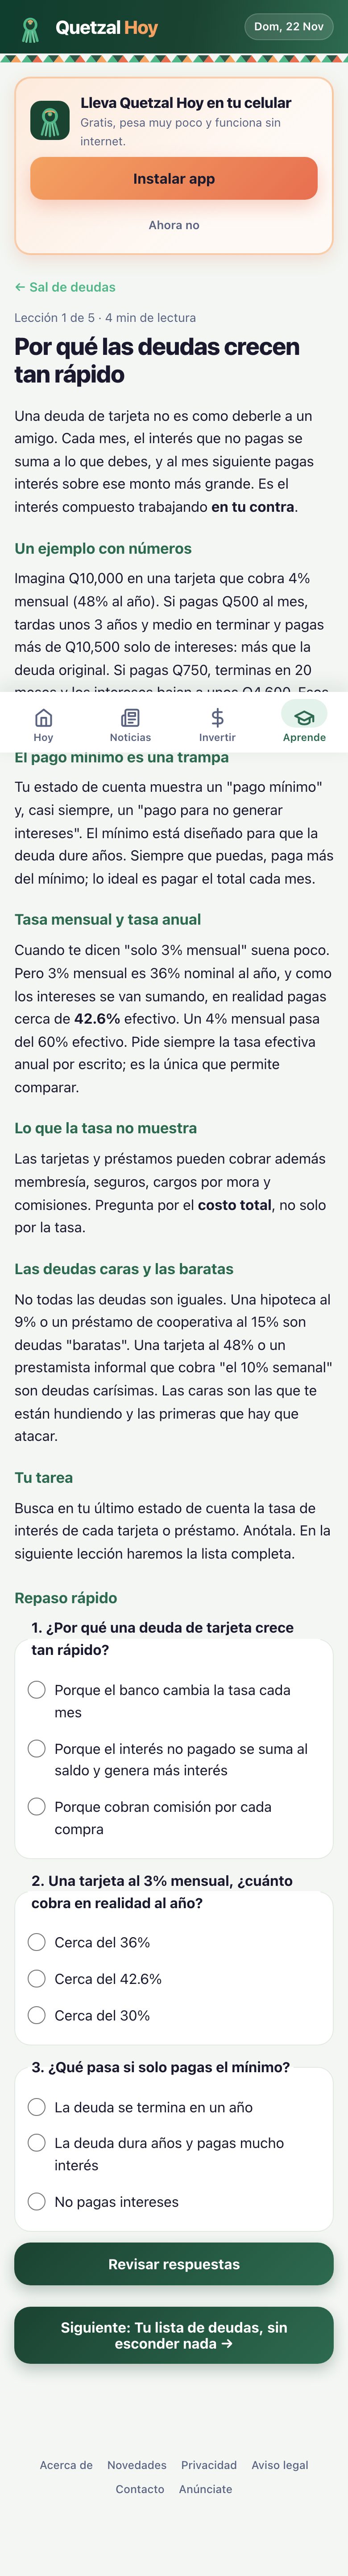 Quetzal Hoy
Dom, 22 Nov
Lleva Quetzal Hoy en tu celular
Gratis, pesa muy poco y funciona sin
internet.
Instalar app
Ahora no
← Sal de deudas
Lección 1 de 5 · 4 min de lectura
Por qué las deudas crecen
tan rápido
Una deuda de tarjeta no es como deberle a un
amigo. Cada mes, el interés que no pagas se
suma a lo que debes, y al mes siguiente pagas
interés sobre ese monto más grande. Es el
interés compuesto trabajando en tu contra.
Un ejemplo con números
Imagina Q10,000 en una tarjeta que cobra 4%
mensual (48% al año). Si pagas Q500 al mes,
tardas unos 3 años y medio en terminar y pagas
más de Q10,500 solo de intereses: más que la
deuda original. Si pagas Q750, terminas en 20
meses y los intereses bajan a unos Q4,600. Esos
Hoy
Noticias
Invertir
Aprende
El pago mínimo es una trampa
Tu estado de cuenta muestra un "pago mínimo"
y, casi siempre, un "pago para no generar
intereses". El mínimo está diseñado para que la
deuda dure años. Siempre que puedas, paga más
del mínimo; lo ideal es pagar el total cada mes.
Tasa mensual y tasa anual
Cuando te dicen "solo 3% mensual" suena poco.
Pero 3% mensual es 36% nominal al año, y como
los intereses se van sumando, en realidad pagas
cerca de 42.6% efectivo. Un 4% mensual pasa
del 60% efectivo. Pide siempre la tasa efectiva
anual por escrito; es la única que permite
comparar.
Lo que la tasa no muestra
Las tarjetas y préstamos pueden cobrar además
membresía, seguros, cargos por mora y
comisiones. Pregunta por el costo total, no solo
por la tasa.
Las deudas caras y las baratas
No todas las deudas son iguales. Una hipoteca al
9% o un préstamo de cooperativa al 15% son
deudas "baratas". Una tarjeta al 48% o un
prestamista informal que cobra "el 10% semanal"
son deudas carísimas. Las caras son las que te
están hundiendo y las primeras que hay que
atacar.
Tu tarea
Busca en tu último estado de cuenta la tasa de
interés de cada tarjeta o préstamo. Anótala. En la
siguiente lección haremos la lista completa.
Repaso rápido
1. ¿Por qué una deuda de tarjeta crece
tan rápido?
Porque el banco cambia la tasa cada
mes
Porque el interés no pagado se suma al
saldo y genera más interés
Porque cobran comisión por cada
compra
2. Una tarjeta al 3% mensual, ¿cuánto
cobra en realidad al año?
Cerca del 36%
Cerca del 42.6%
Cerca del 30%
3. ¿Qué pasa si solo pagas el mínimo?
La deuda se termina en un año
La deuda dura años y pagas mucho
interés
No pagas intereses
Revisar respuestas
Siguiente: Tu lista de deudas, sin
esconder nada →
Acerca de
Novedades
Privacidad
Aviso legal
Contacto
Anúnciate